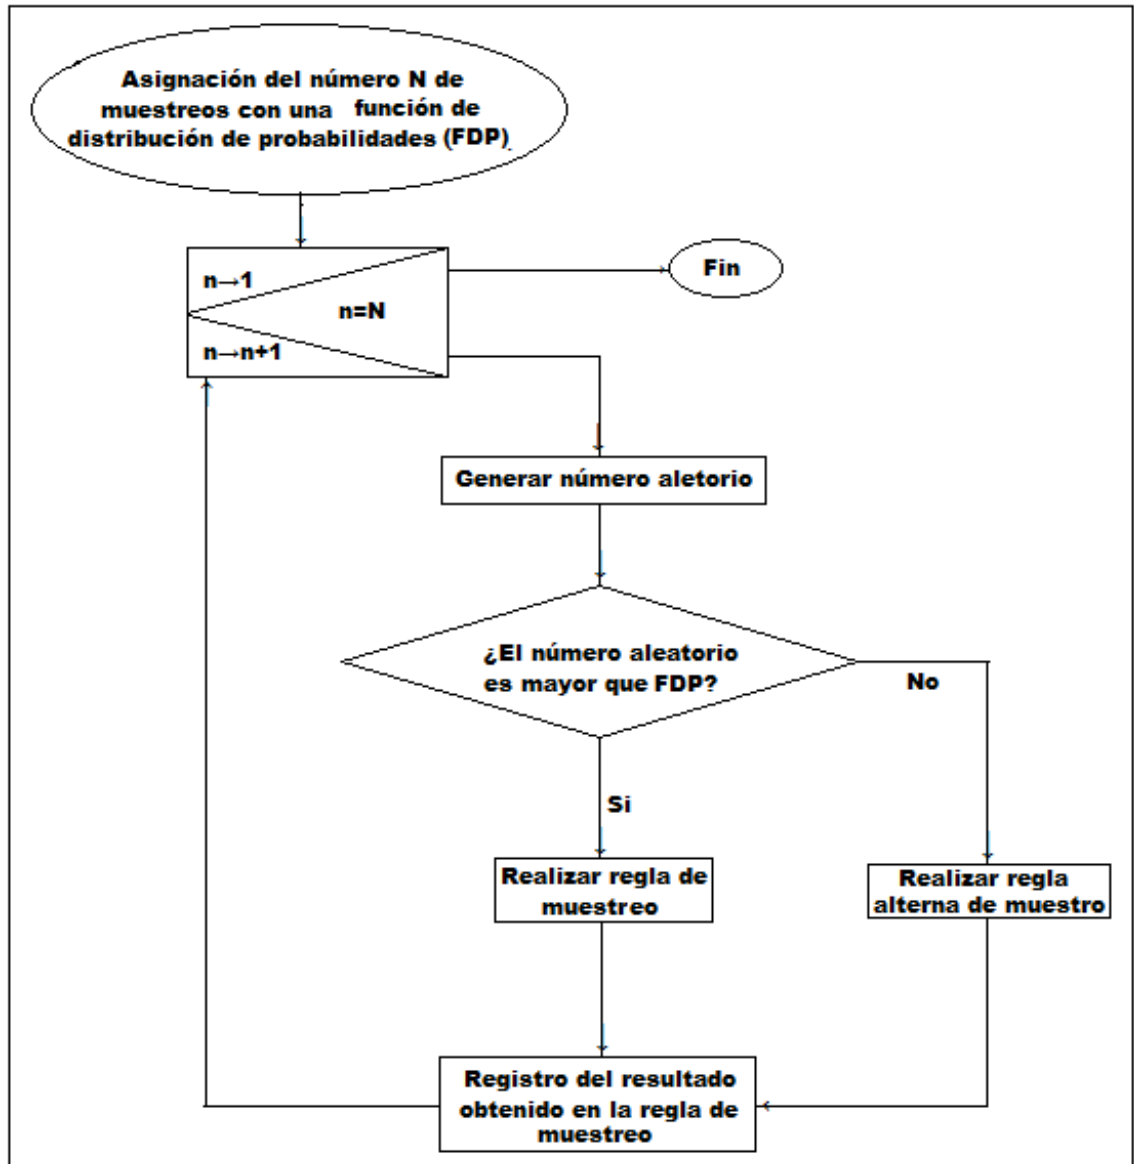 Asignación del número N de
muestreos con una función de
distribución de probabilidades (FDP)
n→1
n=N
n→n+1
Fin
Generar número aletorio
¿El número aleatorio
es mayor que FDP?
No
Si
Realizar regla de
muestreo
Realizar regla
alterna de muestro
Registro del resultado
obtenido en la regla de
muestreo